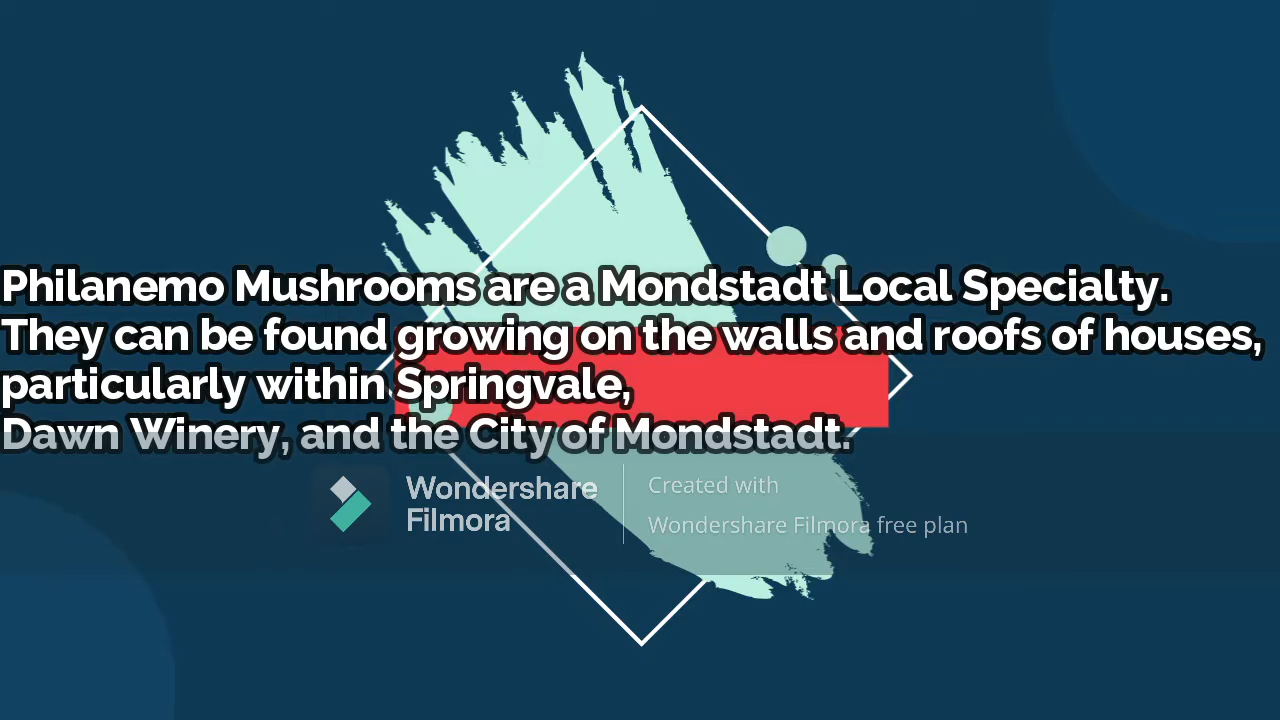 Philanemo Mushrooms are a Mondstadt Local Specialty.
They can be found growing on the walls and roofs of houses,
particularly within Springvale,
Dawn Winery, and the City of Mondstadt.
Wondershare
Filmora
Created with
Wondershare Filmora free plan